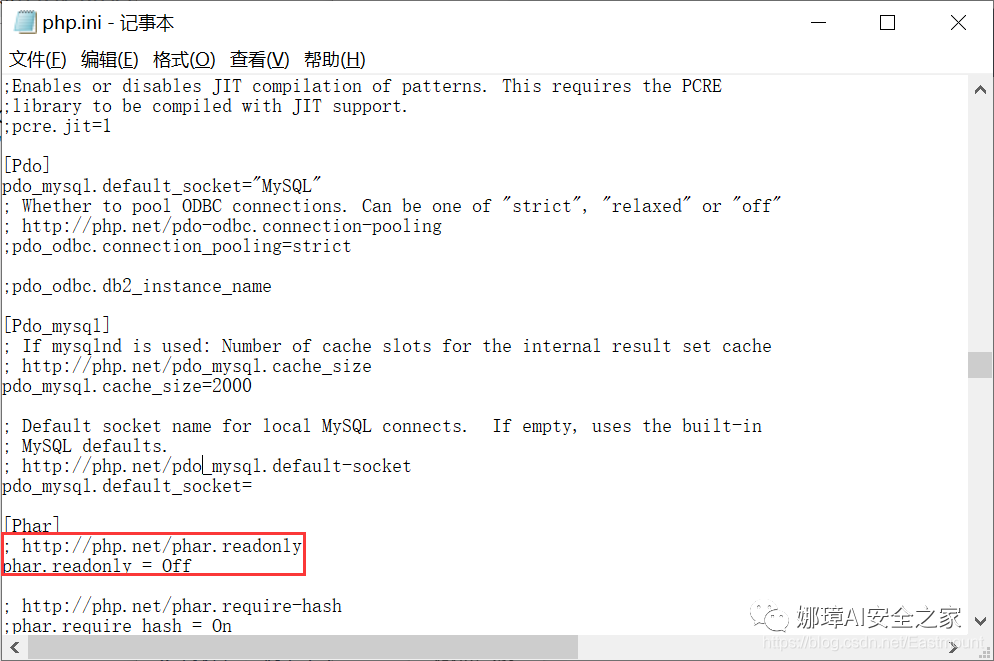 php.ini - 记事本
文件(F) 编辑(E) 格式(O) 查看(V) 帮助(H)
;Enables or disables JIT compilation of patterns. This requires the PCRE
;library to be compiled with JIT support.
;pcre.jit=1
[Pdo]
pdo_mysql.default_socket="MySQL"
; Whether to pool ODBC connections. Can be one of "strict", "relaxed" or "off"
; http://php.net/pdo-odbc.connection-pooling
;pdo_odbc.connection_pooling=strict
;pdo_odbc.db2_instance_name
[Pdo_mysql]
; If mysqlnd is used: Number of cache slots for the internal result set cache
; http://php.net/pdo_mysql.cache_size
pdo_mysql.cache_size=2000
; Default socket name for local MySQL connects.  If empty, uses the built-in
; MySQL defaults.
; http://php.net/pdo_mysql.default-socket
pdo_mysql.default_socket=
[Phar]
; http://php.net/phar.readonly
phar.readonly = Off
; http://php.net/phar.require-hash
;phar.require_hash = On
娜璋AI安全之家
https://blog.csdn.net/Eastmount